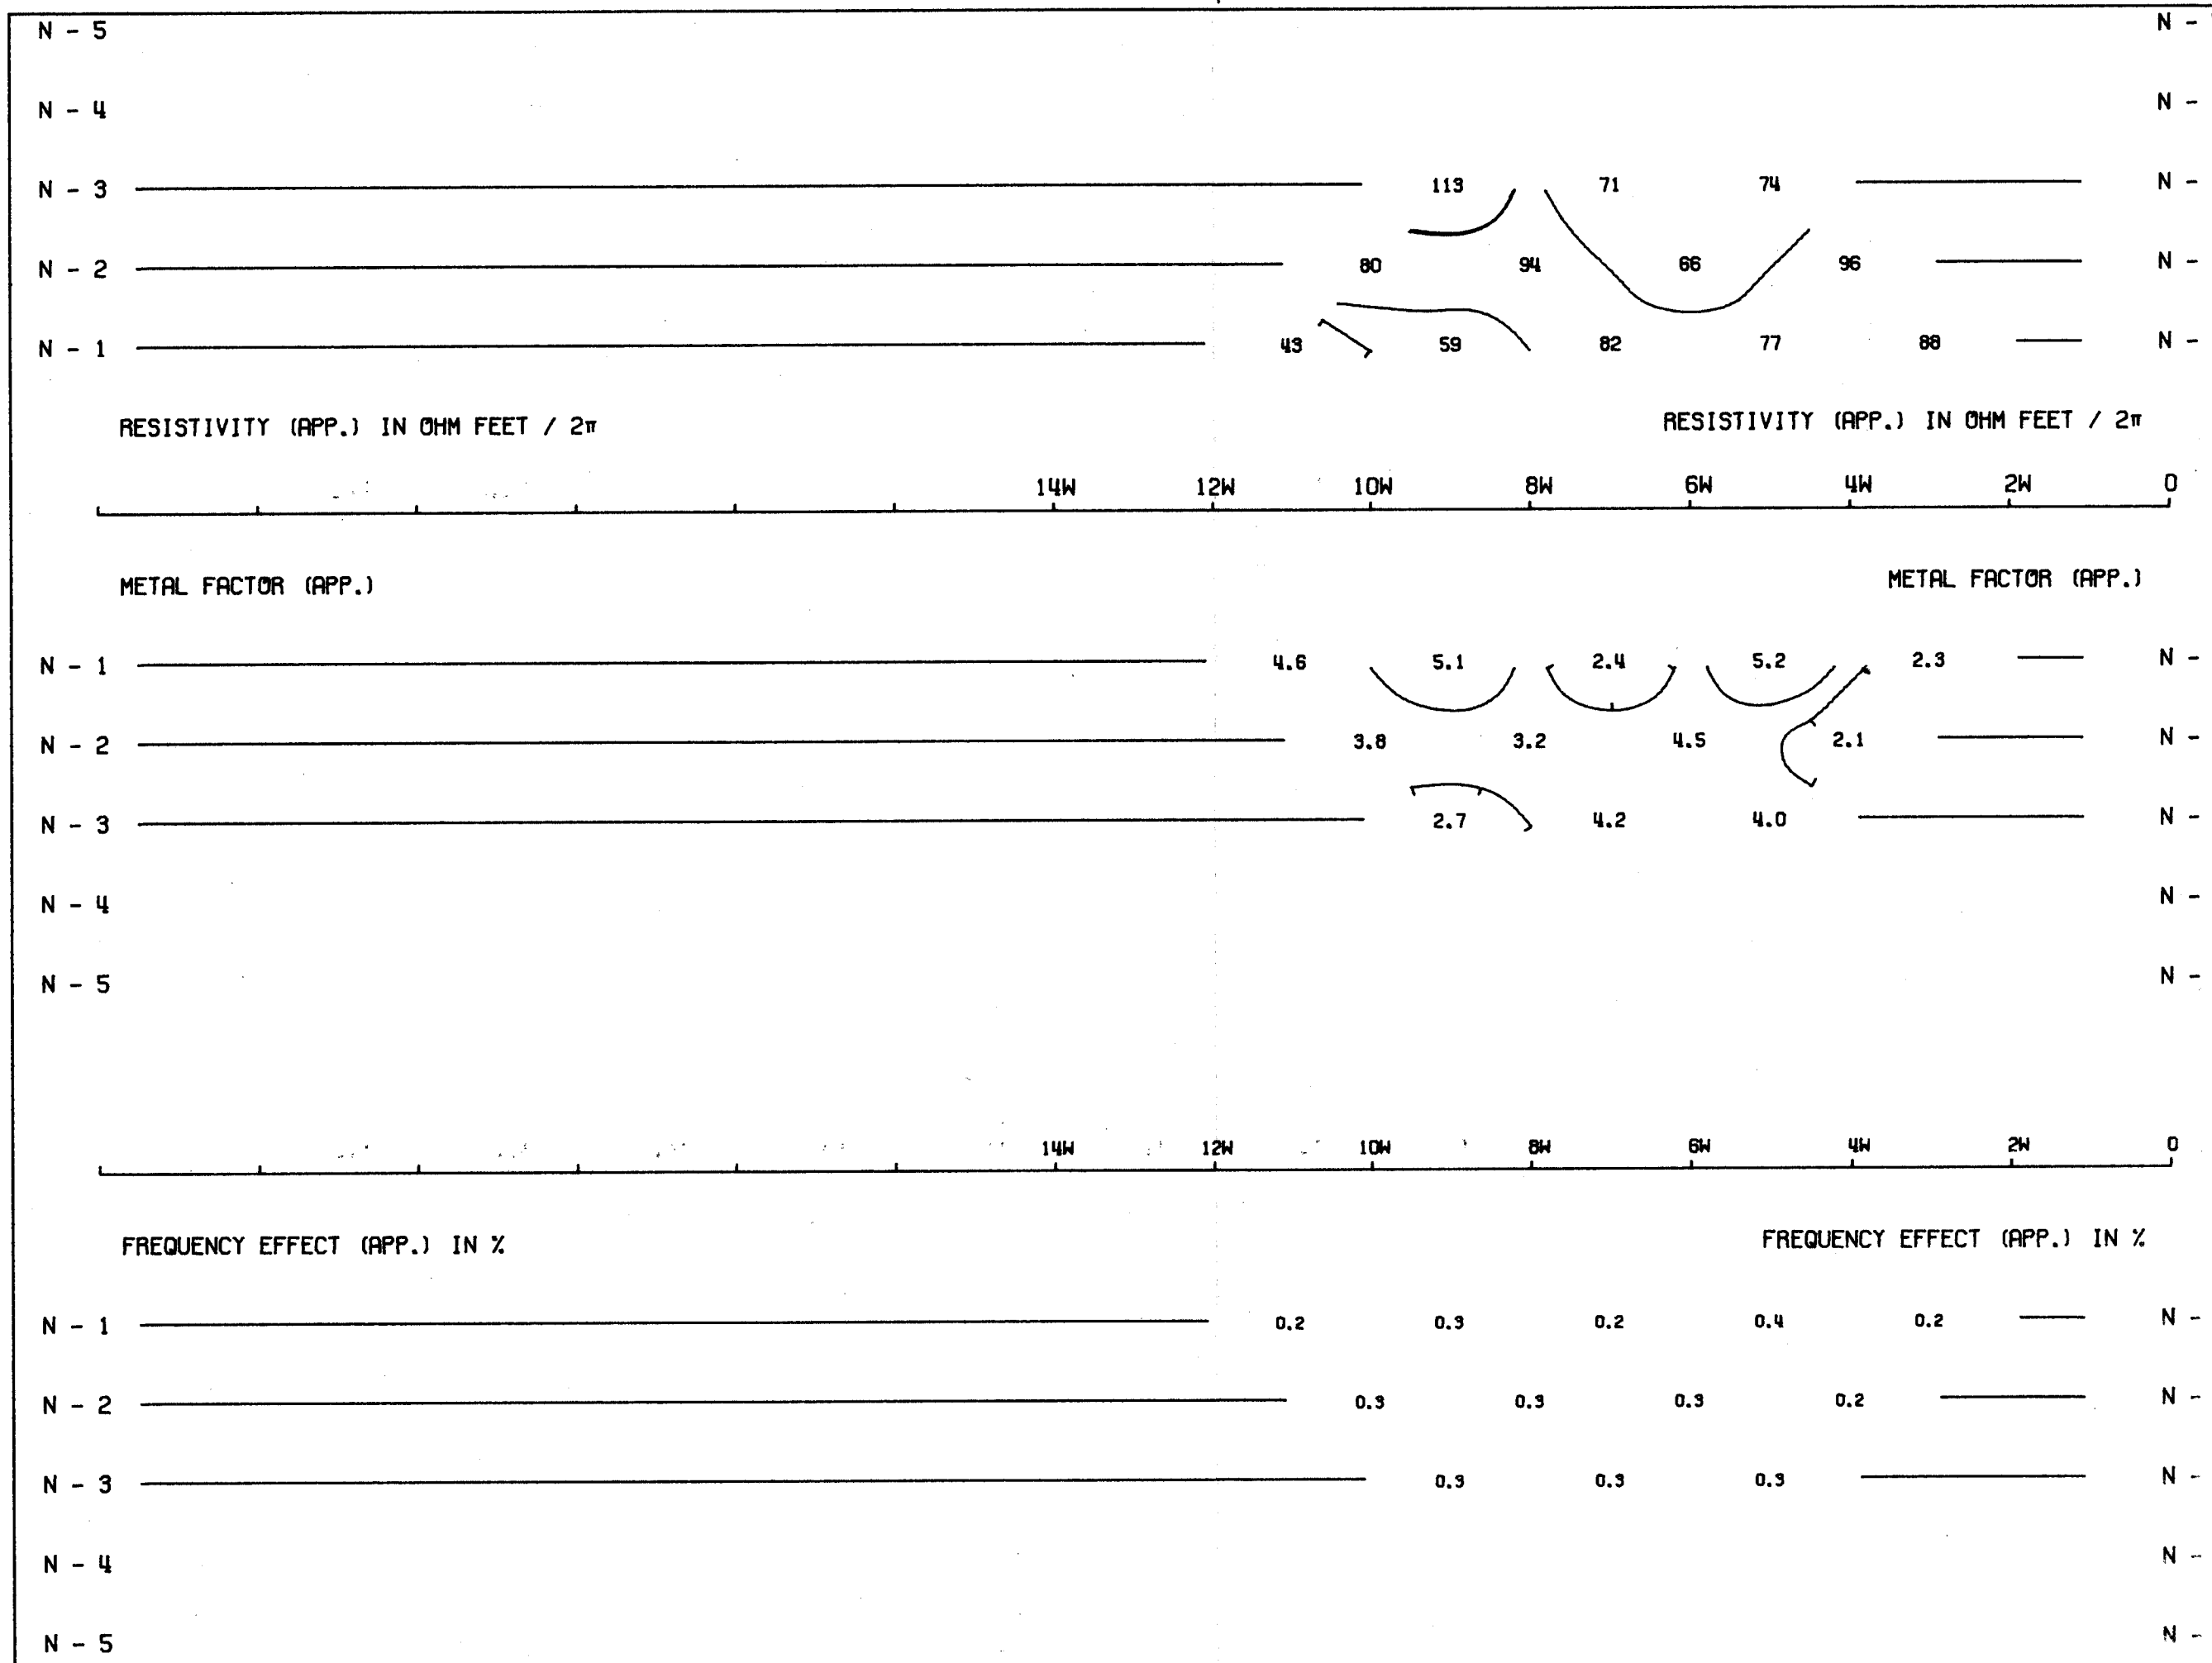 N - 5 N -
N - 4 N -
N - 3 113 71 74 N -
N - 2 80 94 66 96 N -
N - 1 43 59 82 77 88 N -
RESISTIVITY (APP.) IN OHM FEET / 2π RESISTIVITY (APP.) IN OHM FEET / 2π
14W 12W 10W 8W 6W 4W 2W 0
METAL FACTOR (APP.) METAL FACTOR (APP.)
N - 1 4.6 5.1 2.4 5.2 2.3 N -
N - 2 3.8 3.2 4.5 2.1 N -
N - 3 2.7 4.2 4.0 N -
N - 4 N -
N - 5 N -
14W 12W 10W 8W 6W 4W 2W 0
FREQUENCY EFFECT (APP.) IN % FREQUENCY EFFECT (APP.) IN %
N - 1 0.2 0.3 0.2 0.4 0.2 N -
N - 2 0.3 0.3 0.3 0.2 N -
N - 3 0.3 0.3 0.3 N -
N - 4 N -
N - 5 N -